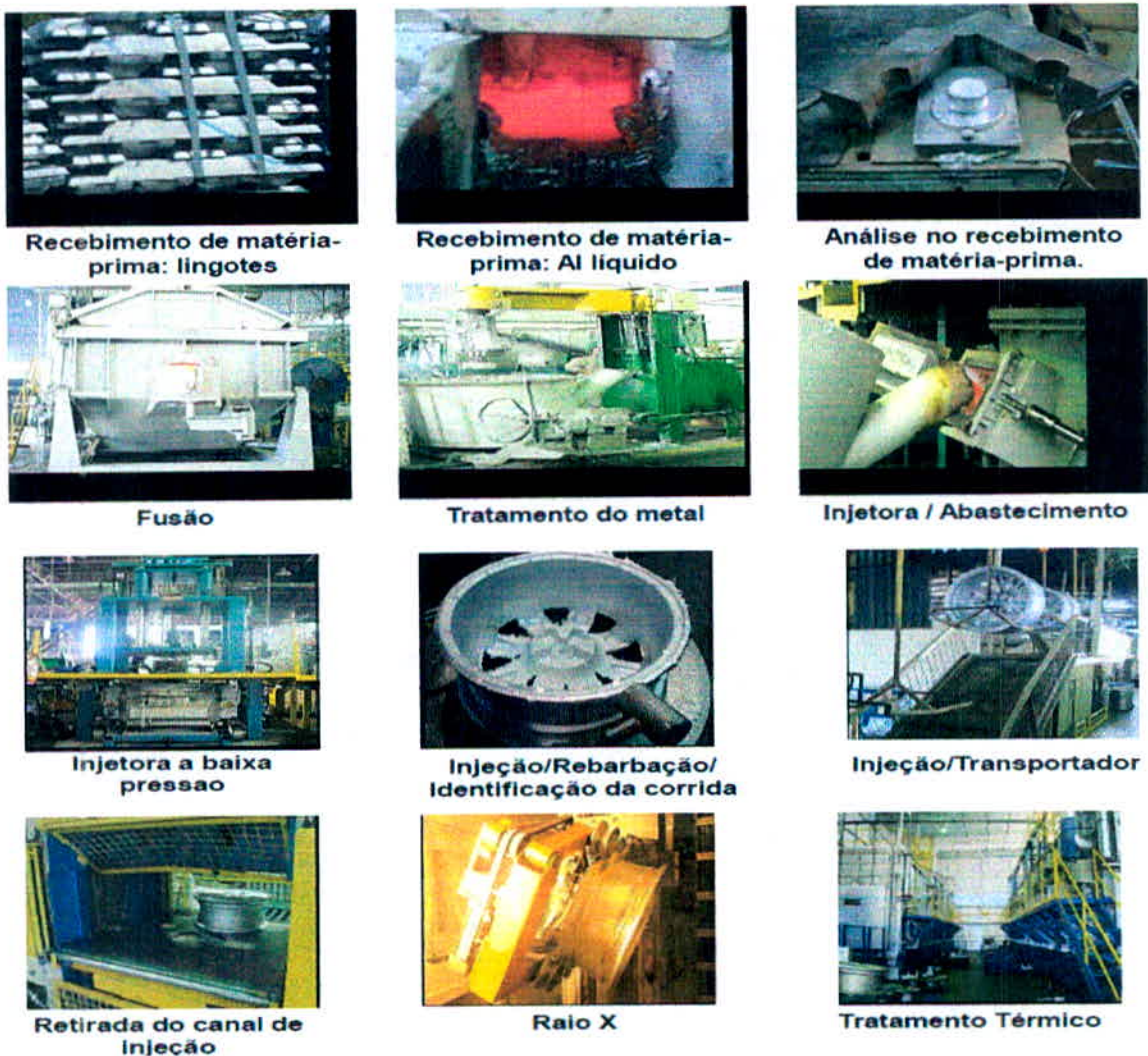 Recebimento de matéria-
prima: lingotes
Recebimento de matéria-
prima: Al líquido
Análise no recebimento
de matéria-prima.
Fusão
Tratamento do metal
Injetora / Abastecimento
Injetora a baixa
pressao
Injeção/Rebarbação/
Identificação da corrida
Injeção/Transportador
Retirada do canal de
injeção
Raio X
Tratamento Térmico